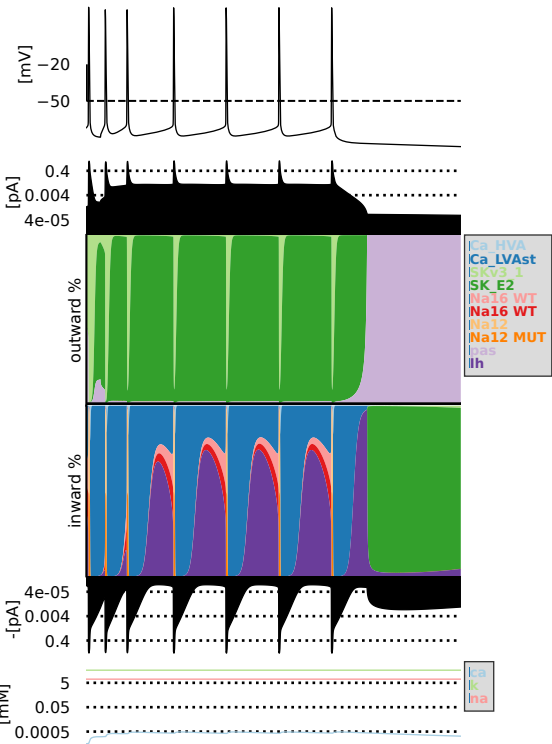 [mV]
−20
−50
[pA]
0.4
0.004
4e-05
outward %
Ca_HVA
Ca_LVAst
SKv3_1
SK_E2
Na16 WT
Na16 WT
Na12
Na12 MUT
pas
Ih
inward %
-[pA]
4e-05
0.004
0.4
[mM]
5
0.05
0.0005
ca
k
na